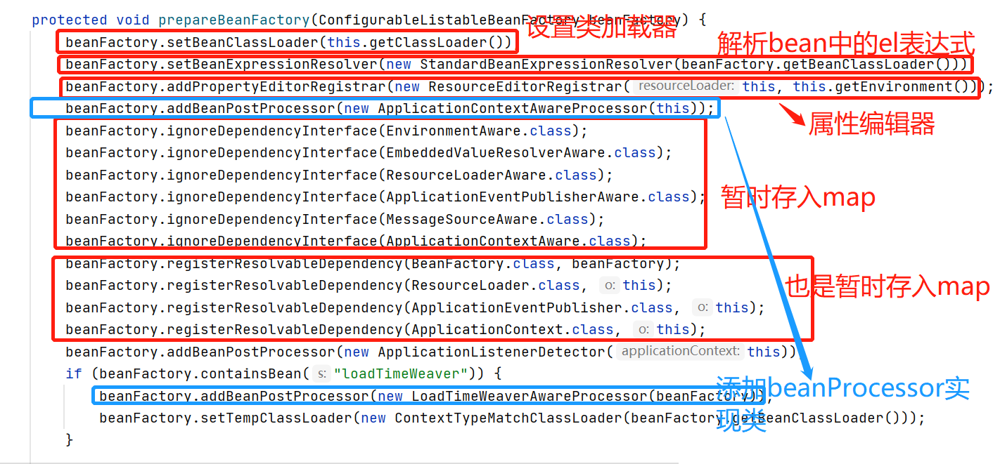 protected void prepareBeanFactory(ConfigurableListableBeanFactory beanFactory) {
设置类加载器
beanFactory.setBeanClassLoader(this.getClassLoader())
解析bean中的el表达式
beanFactory.setBeanExpressionResolver(new StandardBeanExpressionResolver(beanFactory.getBeanClassLoader()))
beanFactory.addPropertyEditorRegistrar(new ResourceEditorRegistrar( resourceLoader: this, this.getEnvironment()));
beanFactory.addBeanPostProcessor(new ApplicationContextAwareProcessor(this));
属性编辑器
beanFactory.ignoreDependencyInterface(EnvironmentAware.class);
beanFactory.ignoreDependencyInterface(EmbeddedValueResolverAware.class);
beanFactory.ignoreDependencyInterface(ResourceLoaderAware.class);
beanFactory.ignoreDependencyInterface(ApplicationEventPublisherAware.class);
暂时存入map
beanFactory.ignoreDependencyInterface(MessageSourceAware.class);
beanFactory.ignoreDependencyInterface(ApplicationContextAware.class);
beanFactory.registerResolvableDependency(BeanFactory.class, beanFactory);
beanFactory.registerResolvableDependency(ResourceLoader.class, o: this);
也是暂时存入map
beanFactory.registerResolvableDependency(ApplicationEventPublisher.class, o: this);
beanFactory.registerResolvableDependency(ApplicationContext.class, o: this);
beanFactory.addBeanPostProcessor(new ApplicationListenerDetector( applicationContext: this))
if (beanFactory.containsBean( s: "loadTimeWeaver")) {
beanFactory.addBeanPostProcessor(new LoadTimeWeaverAwareProcessor(beanFactory));
添加beanProcessor实
现类
beanFactory.setTempClassLoader(new ContextTypeMatchClassLoader(beanFactory.getBeanClassLoader()));
}